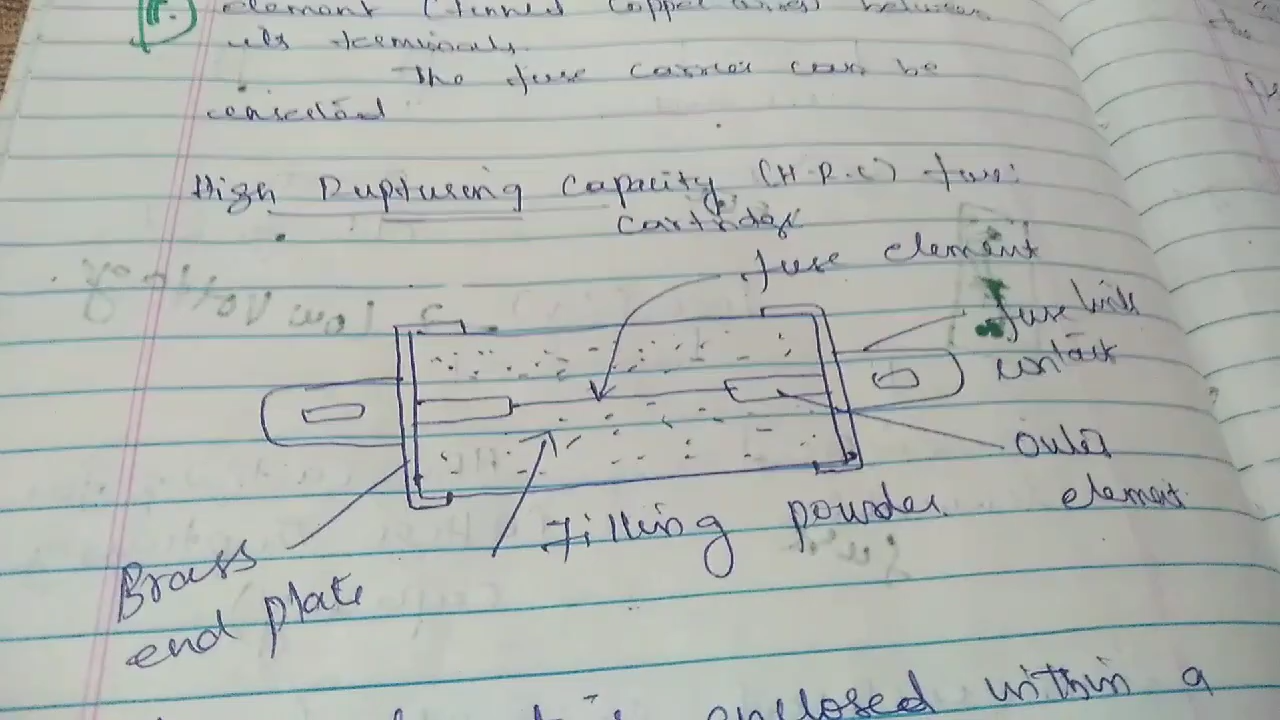 element (tinned copper wires) between
its terminals.
The fuse carrier can be
High Rupturing Capacity (H.R.C) fuse:
Cartridge
fuse element
fuse link
contact
outer
element
Filling powder
Brass
end plate
enclosed within a